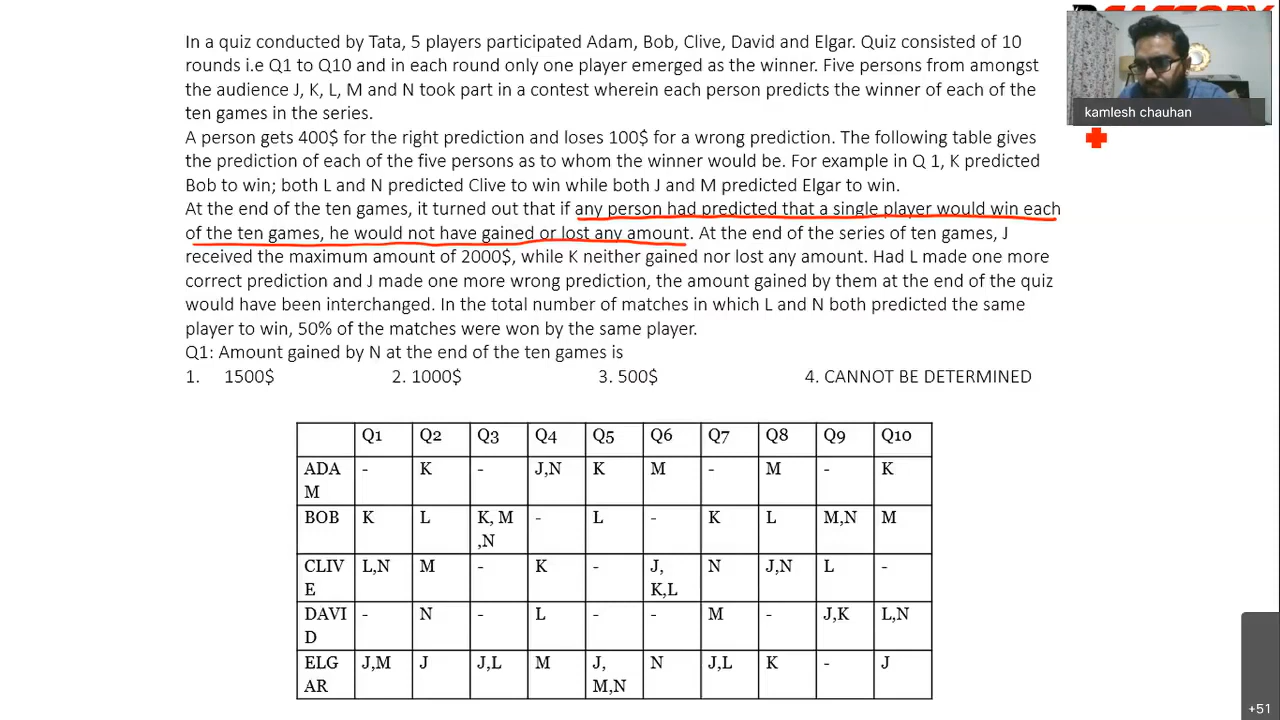 kamlesh chauhan
In a quiz conducted by Tata, 5 players participated Adam, Bob, Clive, David and Elgar. Quiz consisted of 10
rounds i.e Q1 to Q10 and in each round only one player emerged as the winner. Five persons from amongst
the audience J, K, L, M and N took part in a contest wherein each person predicts the winner of each of the
ten games in the series.
A person gets 400$ for the right prediction and loses 100$ for a wrong prediction. The following table gives
the prediction of each of the five persons as to whom the winner would be. For example in Q 1, K predicted
Bob to win; both L and N predicted Clive to win while both J and M predicted Elgar to win.
At the end of the ten games, it turned out that if any person had predicted that a single player would win each
of the ten games, he would not have gained or lost any amount. At the end of the series of ten games, J
received the maximum amount of 2000$, while K neither gained nor lost any amount. Had L made one more
correct prediction and J made one more wrong prediction, the amount gained by them at the end of the quiz
would have been interchanged. In the total number of matches in which L and N both predicted the same
player to win, 50% of the matches were won by the same player.
Q1: Amount gained by N at the end of the ten games is
1. 1500$ 2. 1000$ 3. 500$ 4. CANNOT BE DETERMINED
Q1 Q2 Q3 Q4 Q5 Q6 Q7 Q8 Q9 Q10
ADA - K - J,N K M - M - K
M
BOB K L K, M - L - K L M,N M
,N
CLIV L,N M - K - J, N J,N L -
E K,L
DAVI - N - L - - M - J,K L,N
D
ELG J,M J J,L M J, N J,L K - J
AR M,N
+51